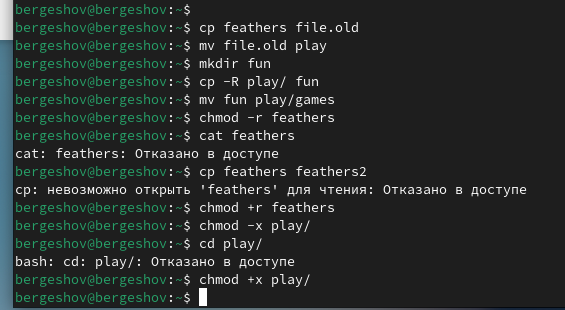 bergeshov@bergeshov:~$
bergeshov@bergeshov:~$ cp feathers file.old
bergeshov@bergeshov:~$ mv file.old play
bergeshov@bergeshov:~$ mkdir fun
bergeshov@bergeshov:~$ cp -R play/ fun
bergeshov@bergeshov:~$ mv fun play/games
bergeshov@bergeshov:~$ chmod -r feathers
bergeshov@bergeshov:~$ cat feathers
cat: feathers: Отказано в доступе
bergeshov@bergeshov:~$ cp feathers feathers2
cp: невозможно открыть 'feathers' для чтения: Отказано в доступе
bergeshov@bergeshov:~$ chmod +r feathers
bergeshov@bergeshov:~$ chmod -x play/
bergeshov@bergeshov:~$ cd play/
bash: cd: play/: Отказано в доступе
bergeshov@bergeshov:~$ chmod +x play/
bergeshov@bergeshov:~$